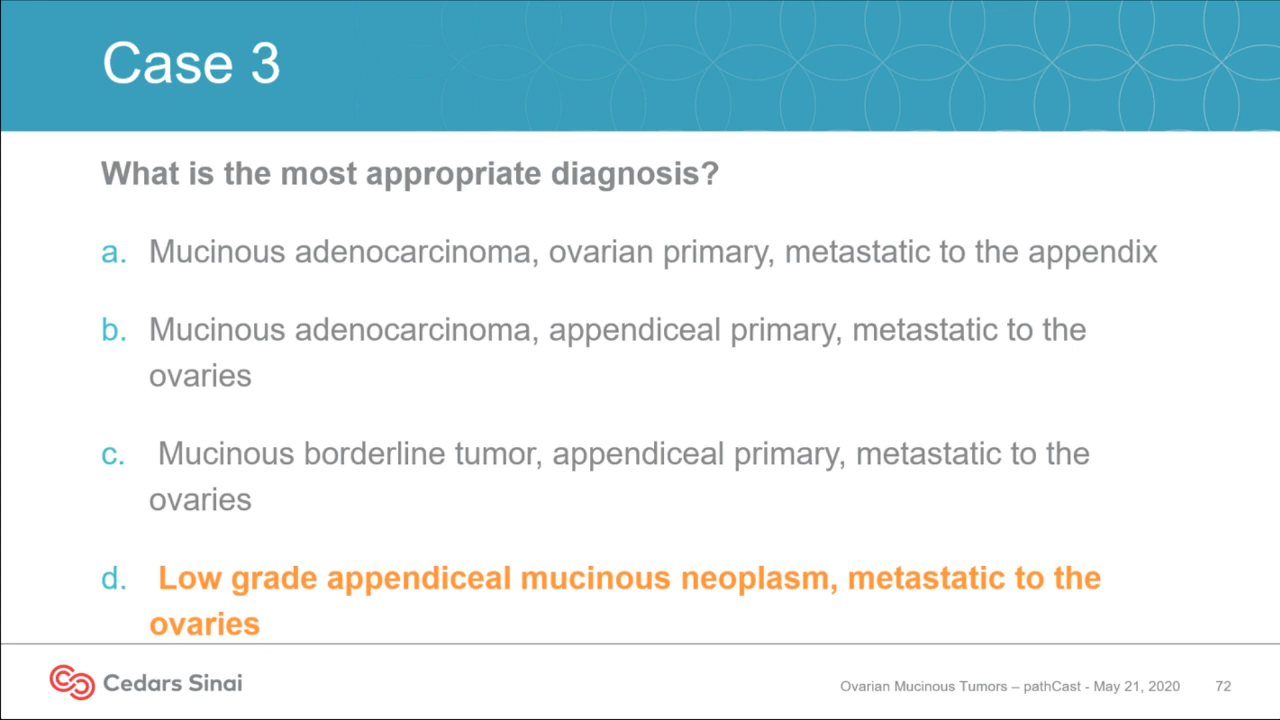 Case 3
What is the most appropriate diagnosis?
a. Mucinous adenocarcinoma, ovarian primary, metastatic to the appendix
b. Mucinous adenocarcinoma, appendiceal primary, metastatic to the
ovaries
c. Mucinous borderline tumor, appendiceal primary, metastatic to the
ovaries
d. Low grade appendiceal mucinous neoplasm, metastatic to the
ovaries
Cedars Sinai
Ovarian Mucinous Tumors – pathCast - May 21, 2020 72